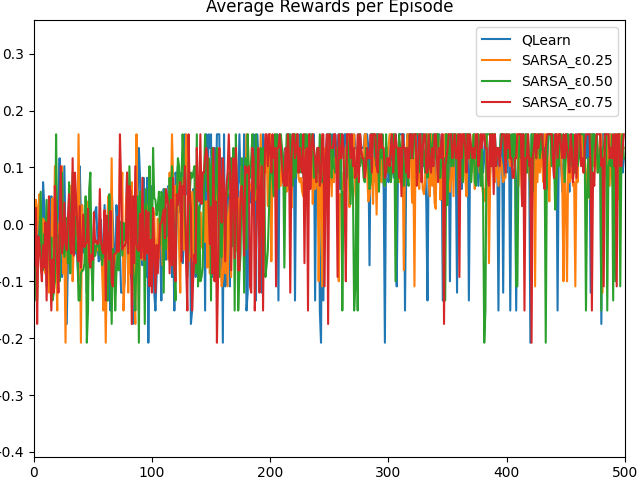 Average Rewards per Episode
QLearn
SARSA_ε0.25
SARSA_ε0.50
SARSA_ε0.75
0.3
0.2
0.1
0.0
-0.1
-0.2
-0.3
-0.4
0 100 200 300 400 500